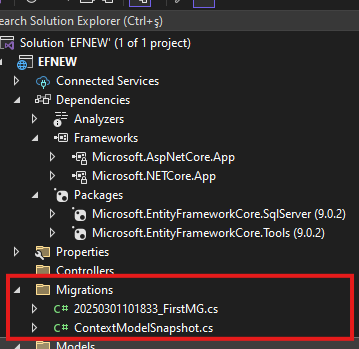 earch Solution Explorer (Ctrl+ş)
Solution 'EFNEW' (1 of 1 project)
EFNEW
Connected Services
Dependencies
Analyzers
Frameworks
Microsoft.AspNetCore.App
Microsoft.NETCore.App
Packages
Microsoft.EntityFrameworkCore.SqlServer (9.0.2)
Microsoft.EntityFrameworkCore.Tools (9.0.2)
Properties
Controllers
Migrations
C# 20250301101833_FirstMG.cs
C# ContextModelSnapshot.cs
Models